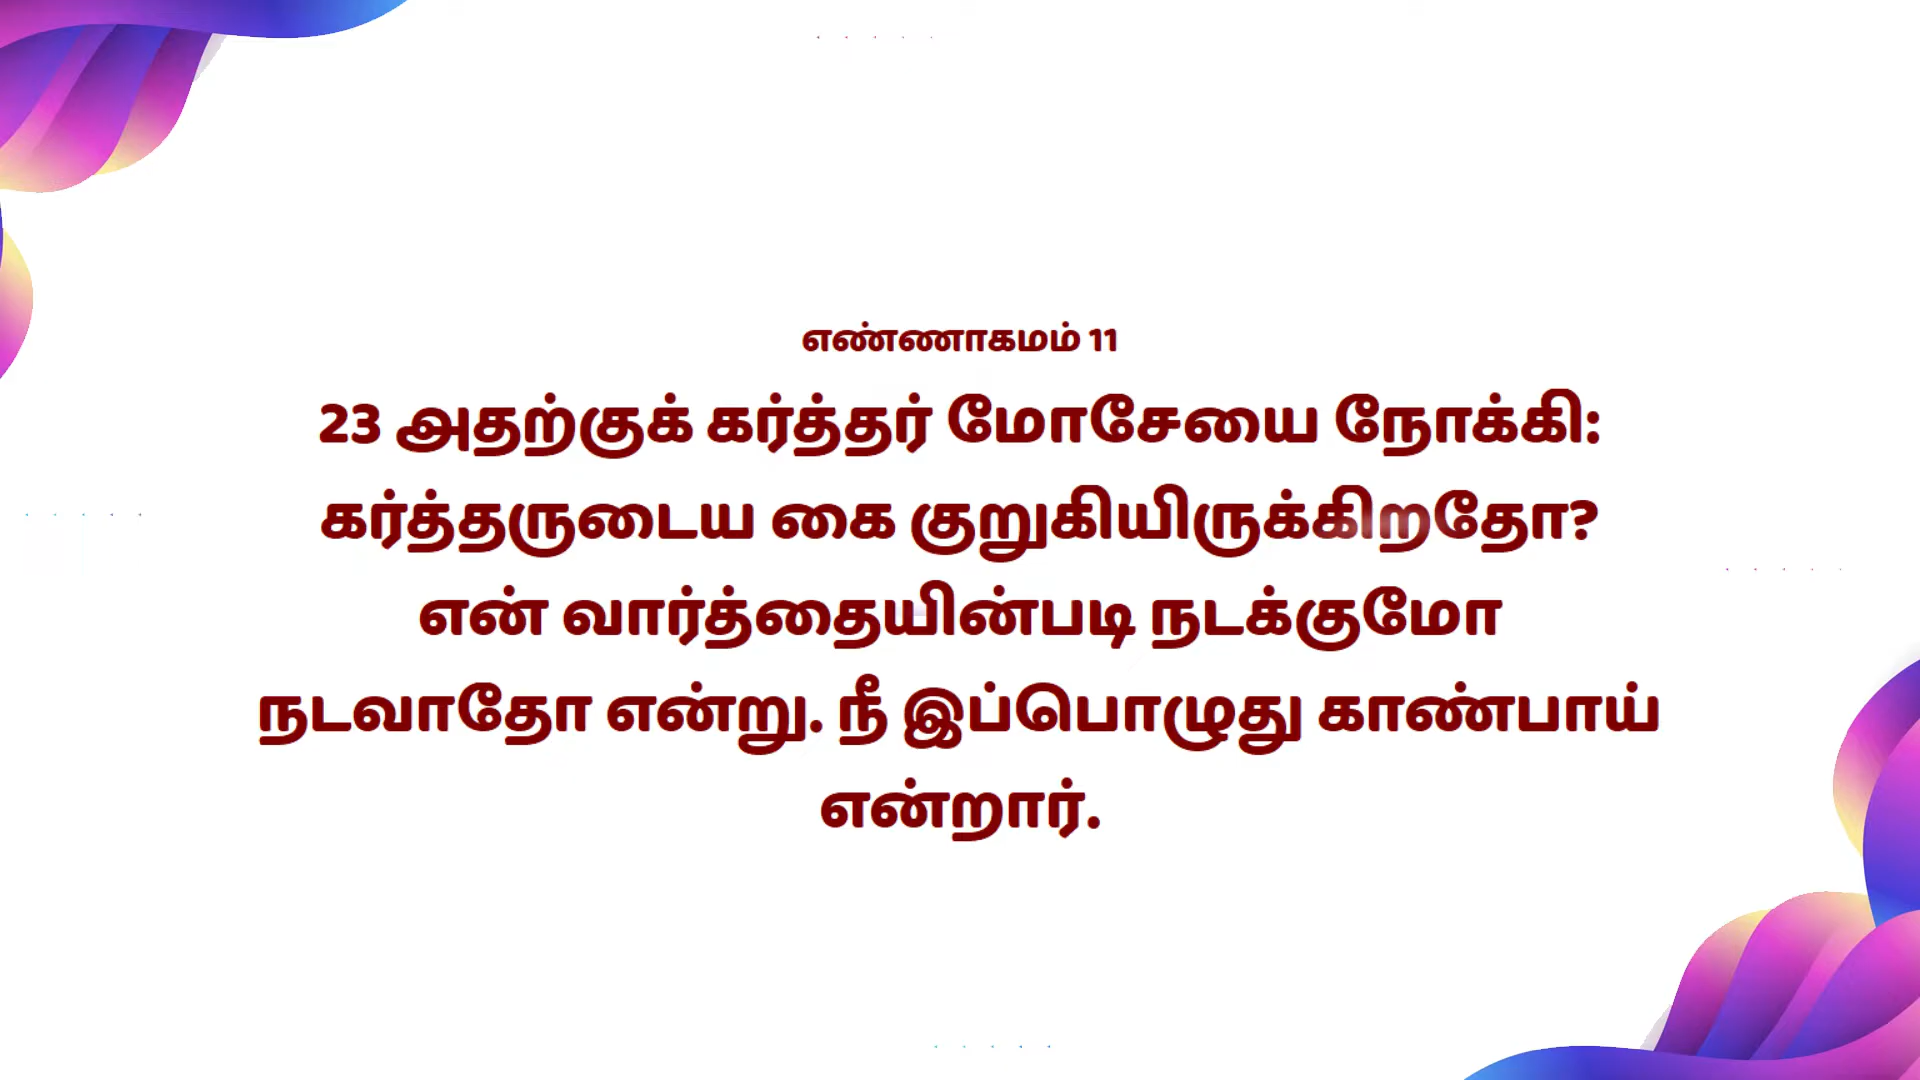 எண்ணாகமம் 11
23 அதற்குக் கர்த்தர் மோசேயை நோக்கி:
கர்த்தருடைய கை குறுகியிருக்கிறதோ?
என் வார்த்தையின்படி நடக்குமோ
நடவாதோ என்று. நீ இப்பொழுது காண்பாய்
என்றார்.